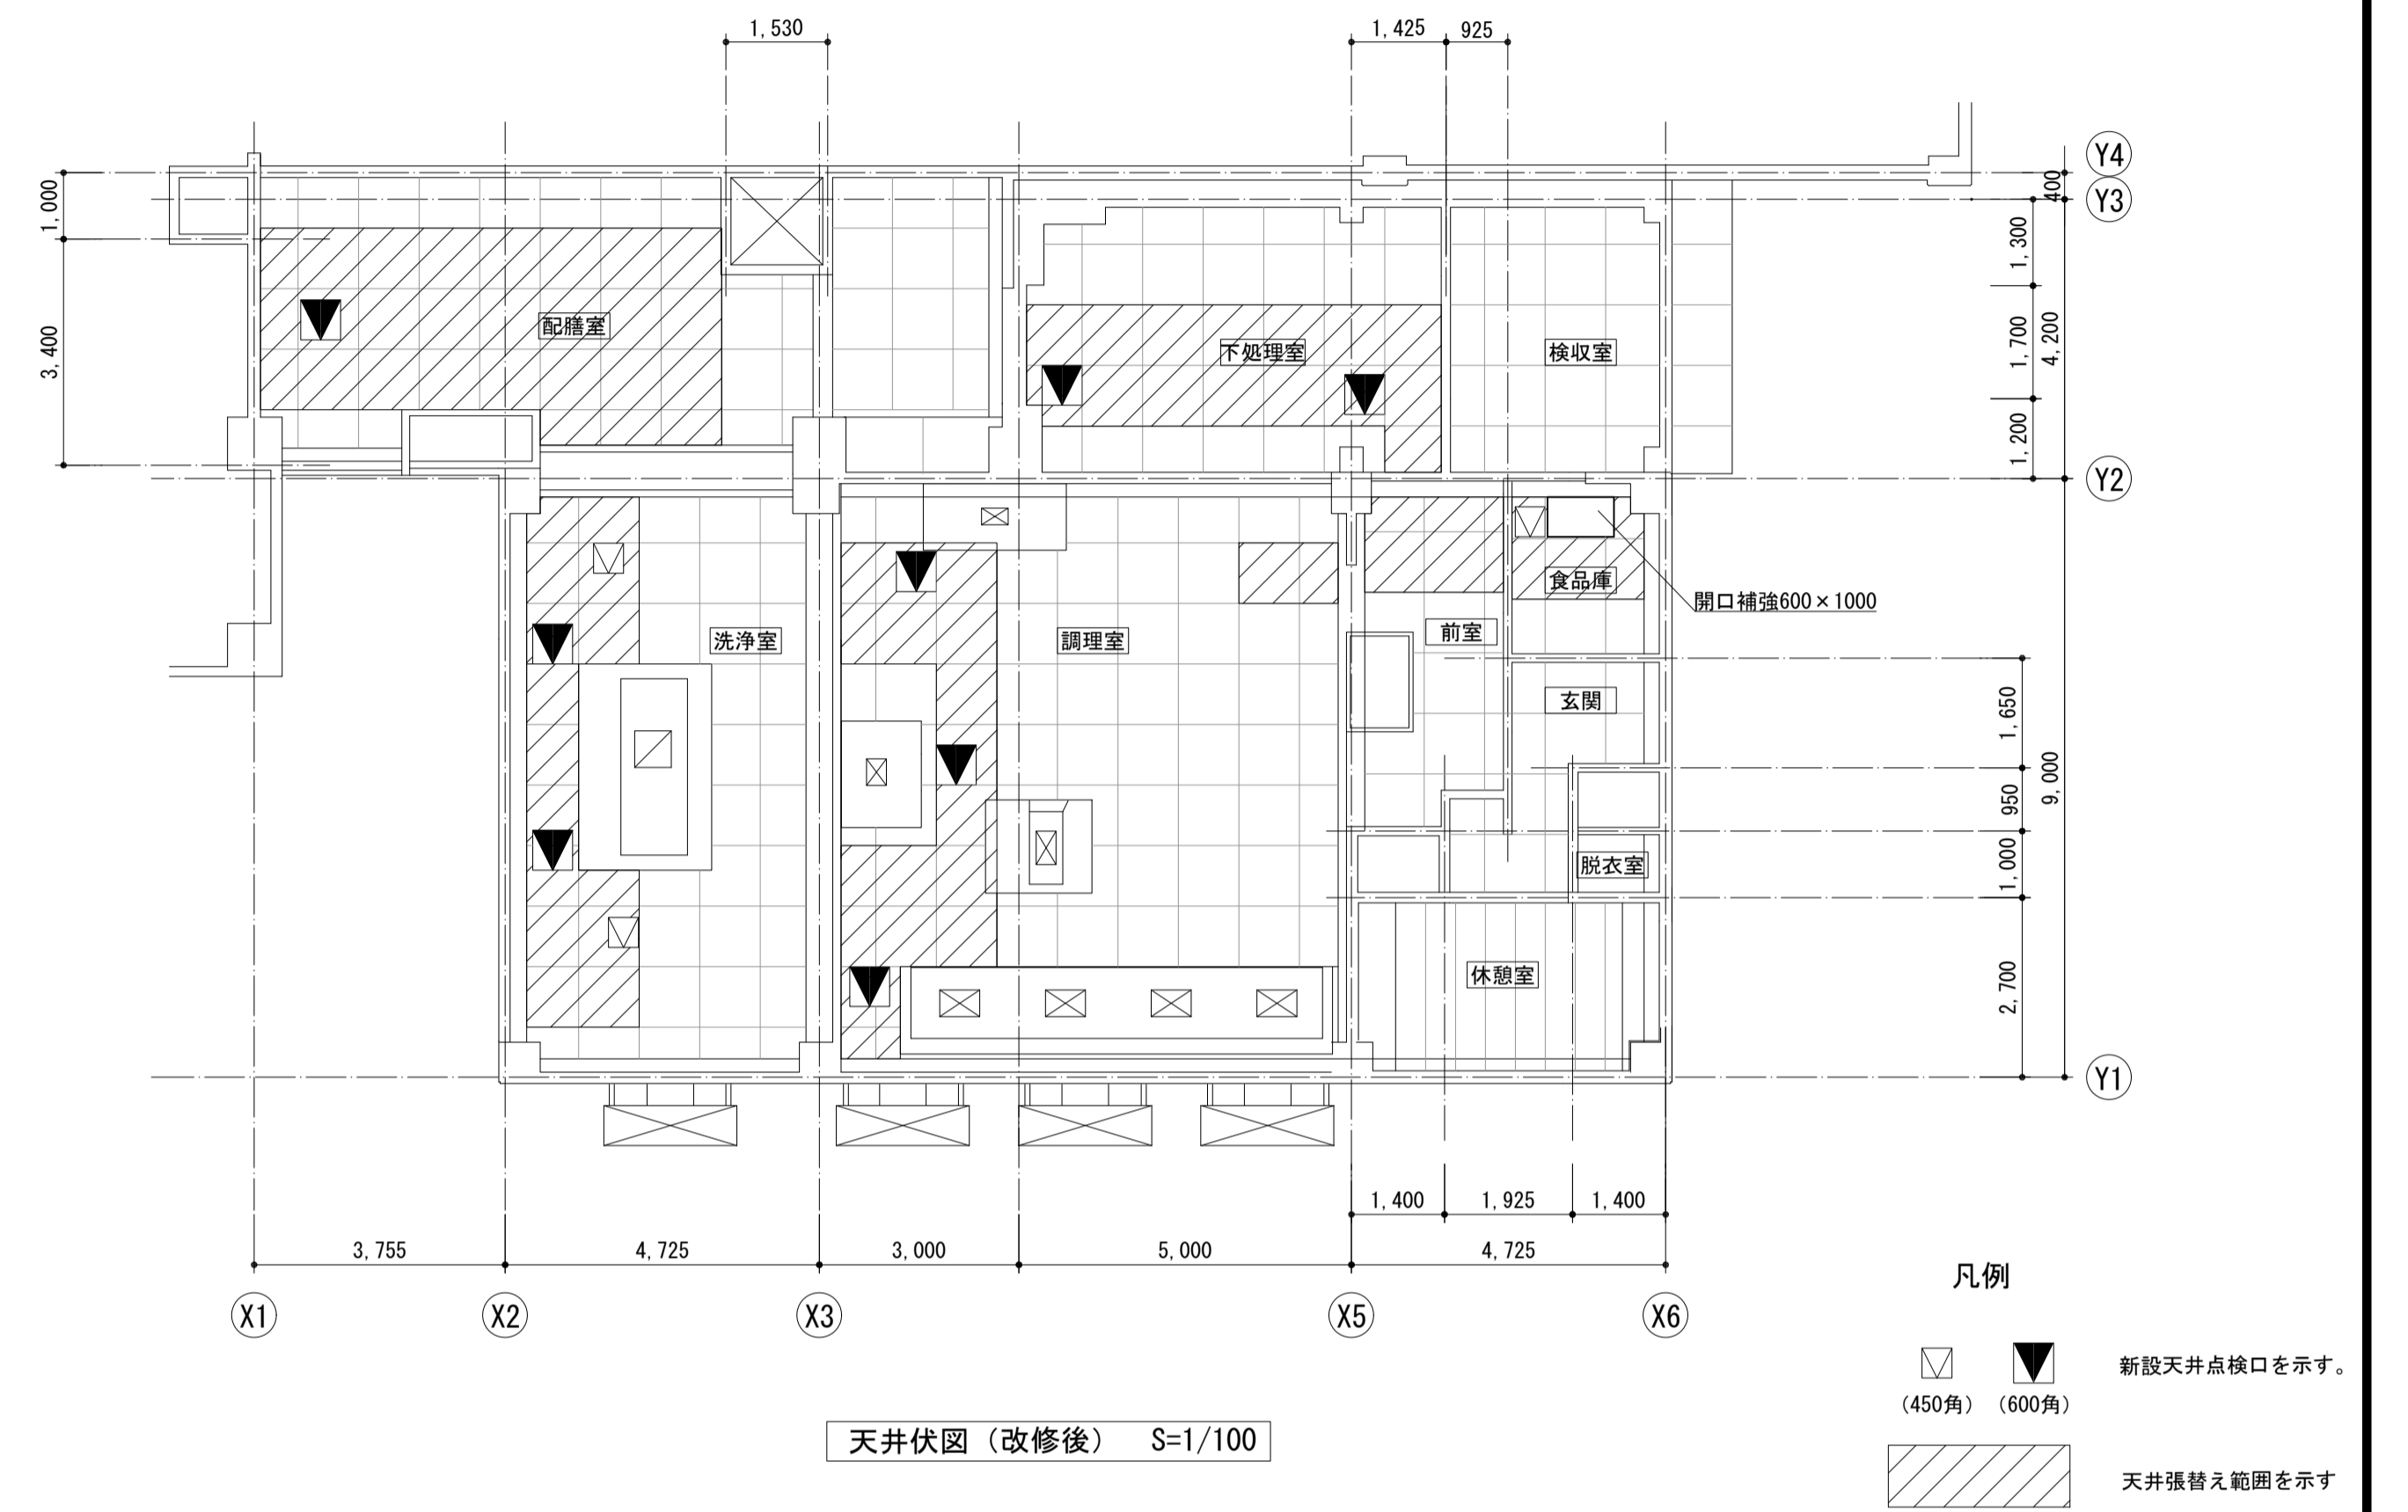 1,530
1,425
925
Y4
400
Y3
1,000
1,300
3,400
配膳室
下処理室
検収室
1,700
4,200
1,200
Y2
食品庫
開口補強600×1000
洗浄室
調理室
前室
玄関
1,650
950
9,000
脱衣室
1,000
休憩室
2,700
Y1
1,400
1,925
1,400
3,755
4,725
3,000
5,000
4,725
X1
X2
X3
X5
X6
凡例
新設天井点検口を示す。
(450角)
(600角)
天井伏図（改修後） S=1/100
天井張替え範囲を示す